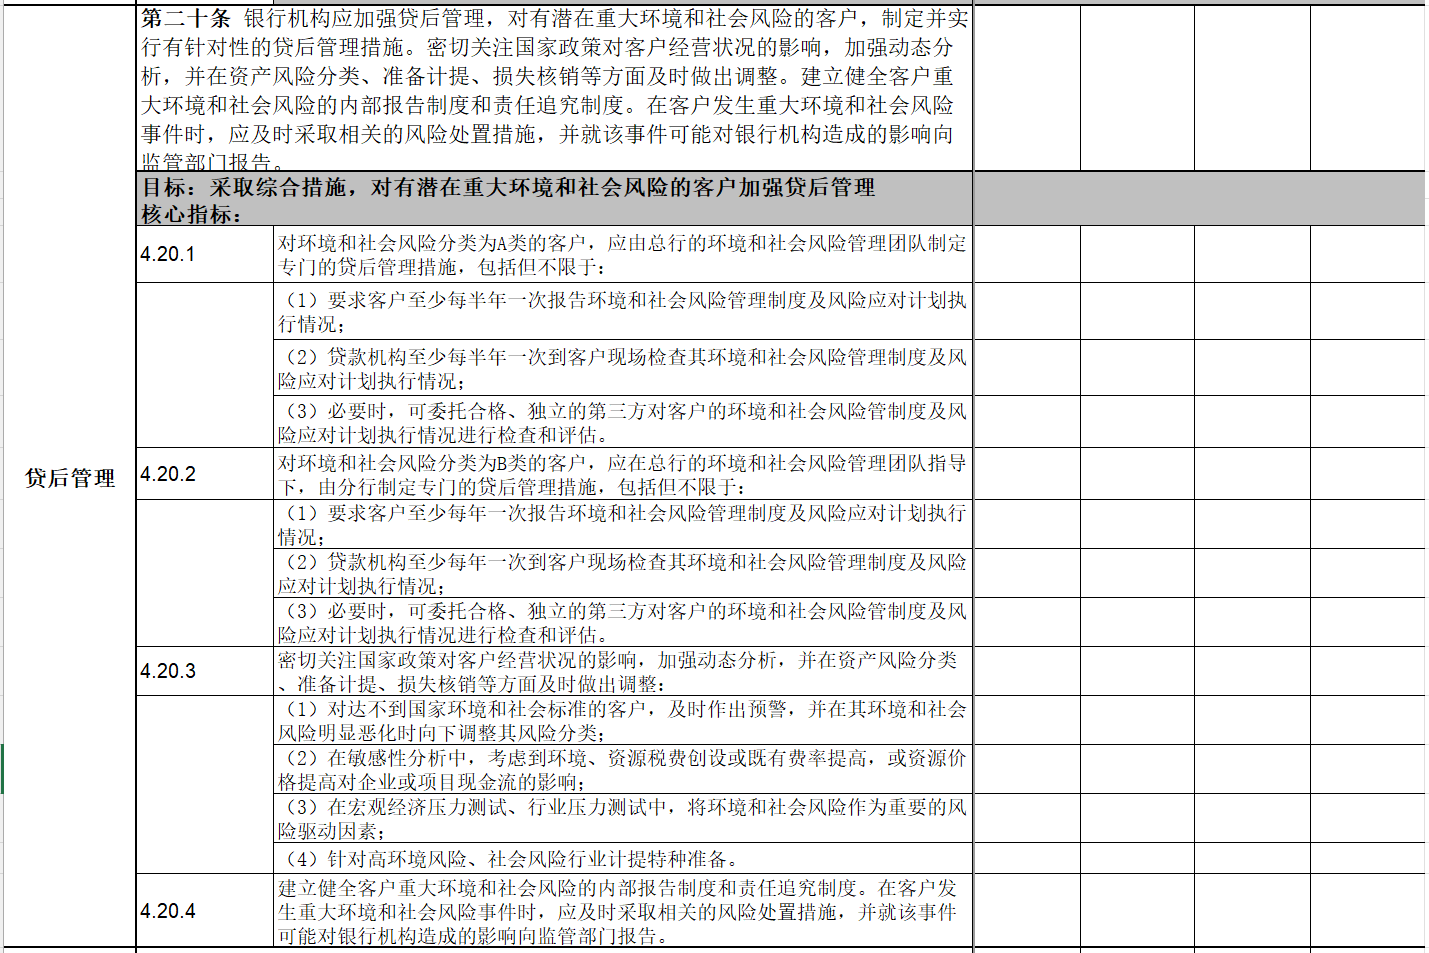 第二十条 银行机构应加强贷后管理，对有潜在重大环境和社会风险的客户，制定并实
行有针对性的贷后管理措施。密切关注国家政策对客户经营状况的影响，加强动态分
析，并在资产风险分类、准备计提、损失核销等方面及时做出调整。建立健全客户重
大环境和社会风险的内部报告制度和责任追究制度。在客户发生重大环境和社会风险
事件时，应及时采取相关的风险处置措施，并就该事件可能对银行机构造成的影响向
监管部门报告。
目标：采取综合措施，对有潜在重大环境和社会风险的客户加强贷后管理
核心指标：
贷后管理
4.20.1
对环境和社会风险分类为A类的客户，应由总行的环境和社会风险管理团队制定
专门的贷后管理措施，包括但不限于：
（1）要求客户至少每半年一次报告环境和社会风险管理制度及风险应对计划执
行情况；
（2）贷款机构至少每半年一次到客户现场检查其环境和社会风险管理制度及风
险应对计划执行情况；
（3）必要时，可委托合格、独立的第三方对客户的环境和社会风险管制度及风
险应对计划执行情况进行检查和评估。
4.20.2
对环境和社会风险分类为B类的客户，应在总行的环境和社会风险管理团队指导
下，由分行制定专门的贷后管理措施，包括但不限于：
（1）要求客户至少每年一次报告环境和社会风险管理制度及风险应对计划执行
情况；
（2）贷款机构至少每年一次到客户现场检查其环境和社会风险管理制度及风险
应对计划执行情况；
（3）必要时，可委托合格、独立的第三方对客户的环境和社会风险管制度及风
险应对计划执行情况进行检查和评估。
4.20.3
密切关注国家政策对客户经营状况的影响，加强动态分析，并在资产风险分类
、准备计提、损失核销等方面及时做出调整：
（1）对达不到国家环境和社会标准的客户，及时作出预警，并在其环境和社会
风险明显恶化时向下调整其风险分类；
（2）在敏感性分析中，考虑到环境、资源税费创设或既有费率提高，或资源价
格提高对企业或项目现金流的影响；
（3）在宏观经济压力测试、行业压力测试中，将环境和社会风险作为重要的风
险驱动因素；
（4）针对高环境风险、社会风险行业计提特种准备。
4.20.4
建立健全客户重大环境和社会风险的内部报告制度和责任追究制度。在客户发
生重大环境和社会风险事件时，应及时采取相关的风险处置措施，并就该事件
可能对银行机构造成的影响向监管部门报告。